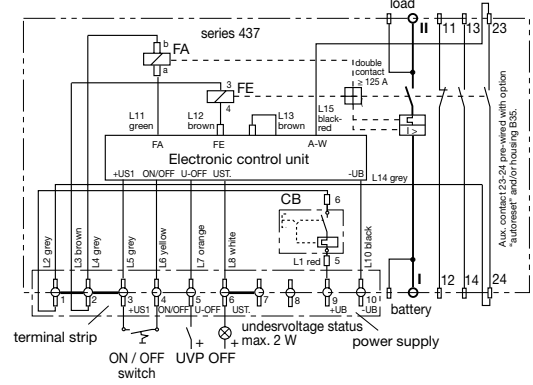 load
series 437
II
11
13
23
b
FA
a
double
contact
≥ 125 A
3
FE
4
L11
green
L12
brown
L13
brown
L15
black-
red
I >
FA
FE
A-W
Electronic control unit
+US1
ON/OFF
U-OFF
UST.
-UB
L14 grey
CB
6
L2 grey
L3 brown
L4 grey
L5 grey
L6 yellow
L7 orange
L8 white
L1 red
5
L10 black
Aux. contact 23-24 pre-wired with option
"autoreset" and/or housing B35.
I
12
14
24
1
2
3
4
5
6
7
8
9
10
+US1
ON/OFF
U-OFF
UST.
+UB
-UB
battery
terminal strip
undesrvoltage status
max. 2 W
power supply
+
+
ON / OFF
switch
UVP OFF